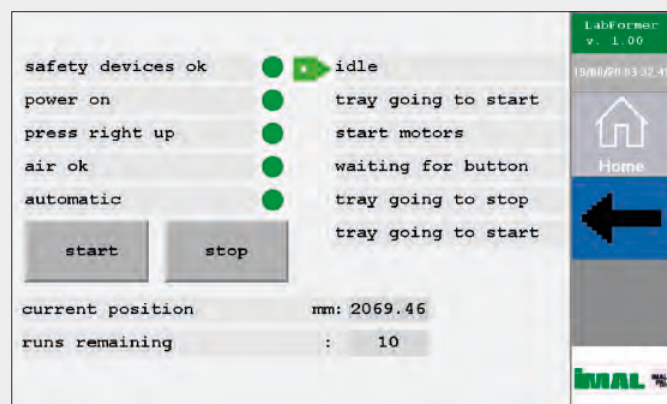 LabFormer
v. 1.00
safety devices ok
idle
power on
tray going to start
press right up
start motors
air ok
waiting for button
automatic
tray going to stop
tray going to start
start
stop
current position mm: 2069.46
runs remaining : 10
Home
IMAL